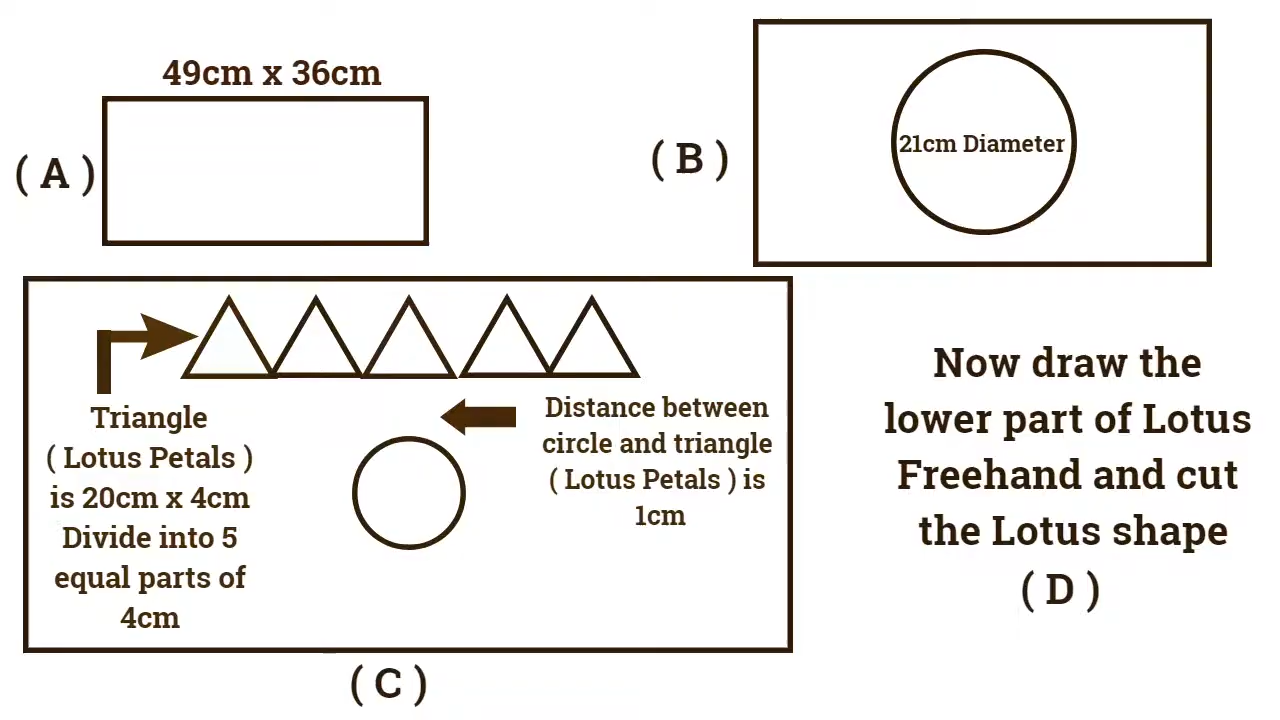 49cm x 36cm
( A )
( B )
21cm Diameter
Triangle
( Lotus Petals )
is 20cm x 4cm
Divide into 5
equal parts of
4cm
Distance between
circle and triangle
( Lotus Petals ) is
1cm
( C )
Now draw the
lower part of Lotus
Freehand and cut
the Lotus shape
( D )